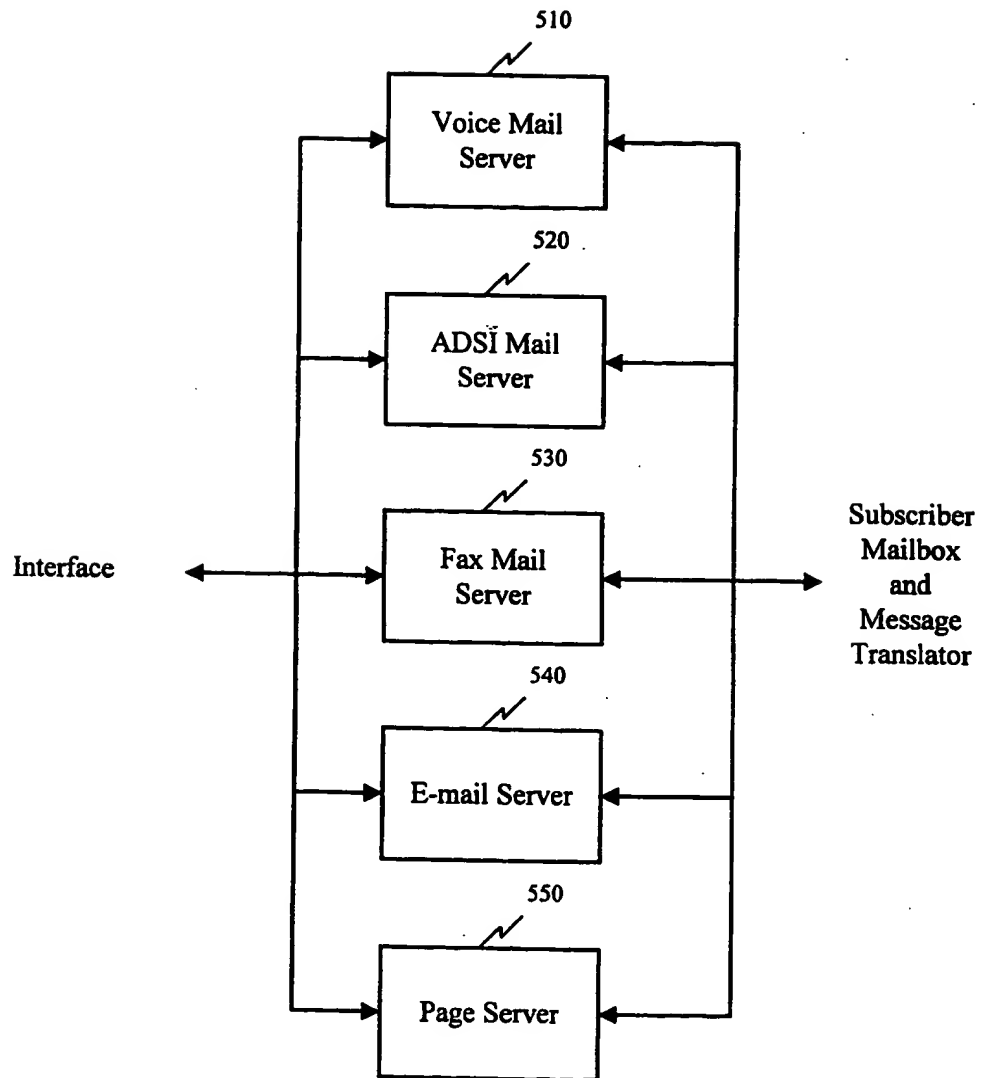 510
Voice Mail
Server
520
ADSI Mail
Server
530
Fax Mail
Server
Interface
Subscriber
Mailbox
and
Message
Translator
540
E-mail Server
550
Page Server